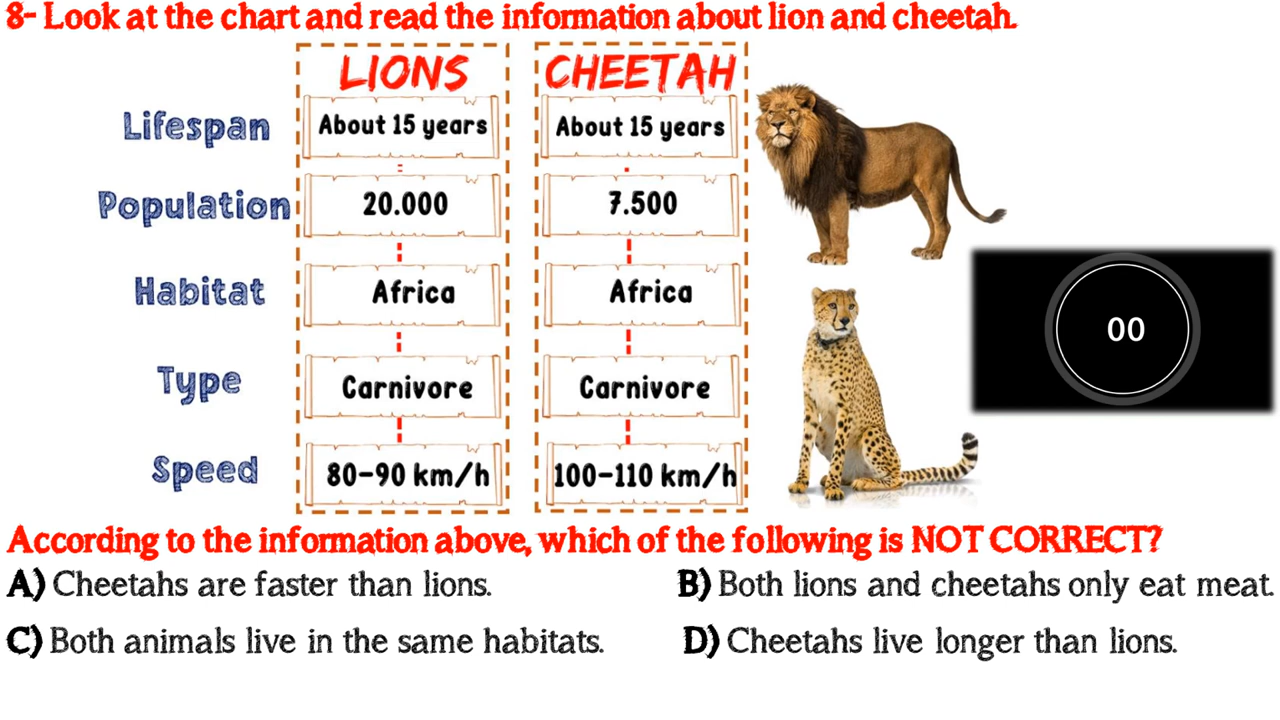 8- Look at the chart and read the information about lion and cheetah.
LIONS CHEETAH
Lifespan About 15 years About 15 years
Population 20.000 7.500
Habitat Africa Africa
Type Carnivore Carnivore
Speed 80-90 km/h 100-110 km/h
00
According to the information above, which of the following is NOT CORRECT?
A) Cheetahs are faster than lions. B) Both lions and cheetahs only eat meat.
C) Both animals live in the same habitats. D) Cheetahs live longer than lions.